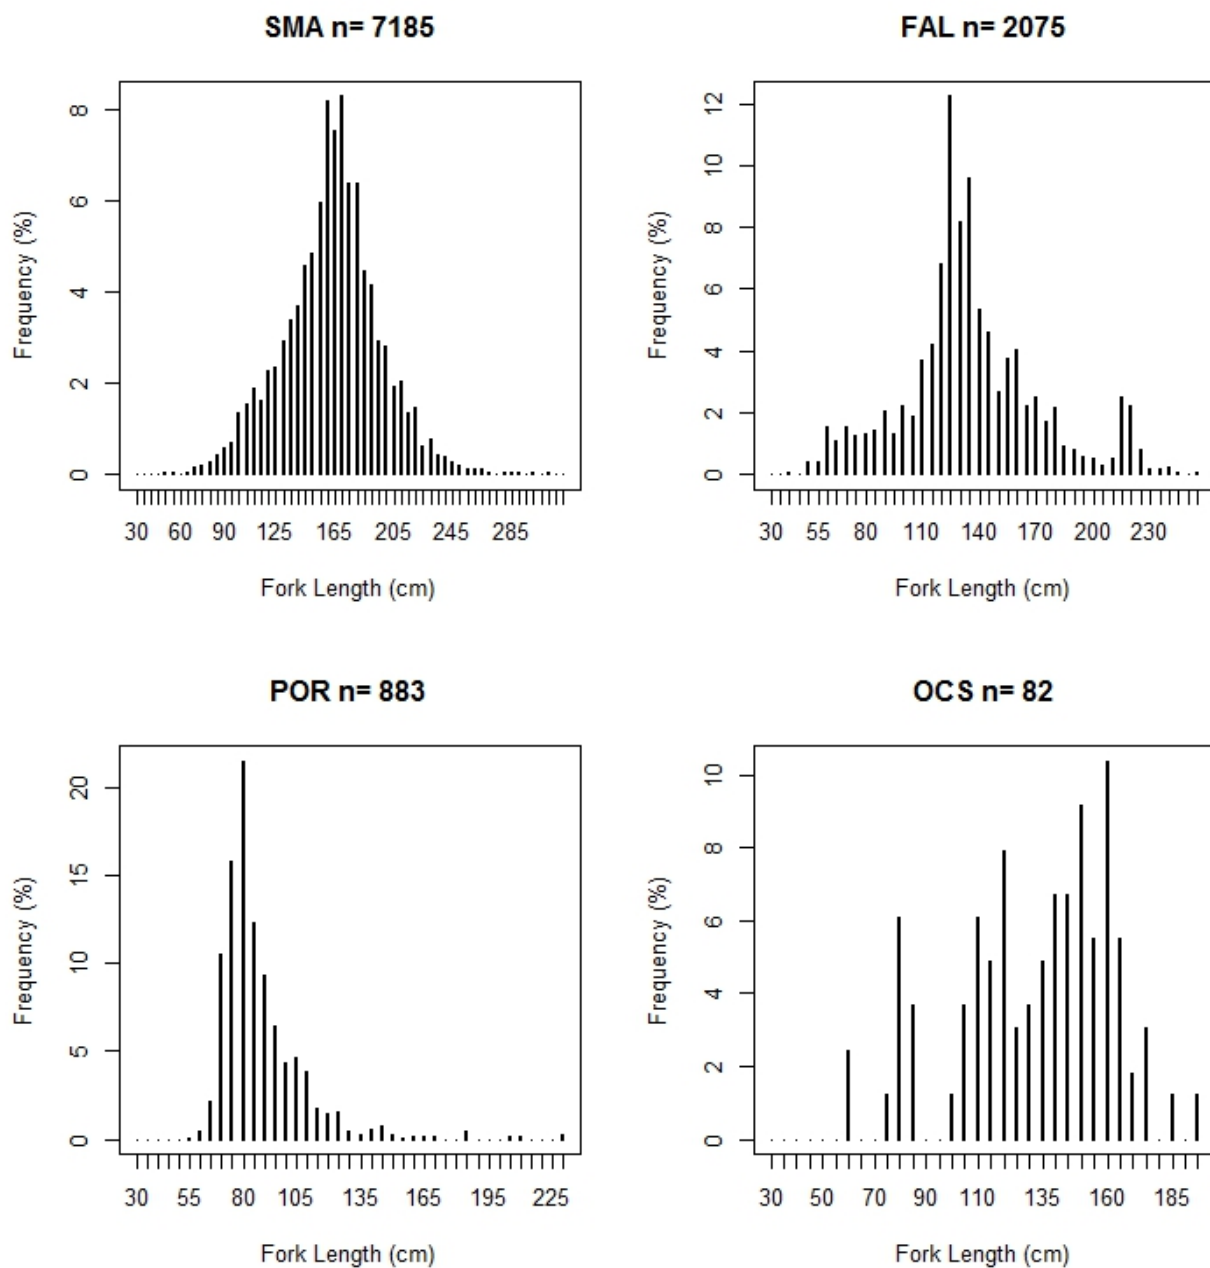 SMA n= 7185
Frequency (%)
8
6
4
2
0
30 60 90 125 165 205 245 285
Fork Length (cm)
FAL n= 2075
Frequency (%)
12
10
8
6
4
2
0
30 55 80 110 140 170 200 230
Fork Length (cm)
POR n= 883
Frequency (%)
20
15
10
5
0
30 55 80 105 135 165 195 225
Fork Length (cm)
OCS n= 82
Frequency (%)
10
8
6
4
2
0
30 50 70 90 110 135 160 185
Fork Length (cm)